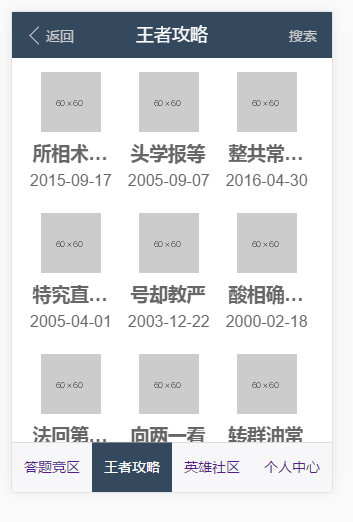 返回 王者攻略 搜索
60×60 60×60 60×60
所相术... 头学报等 整共常...
2015-09-17 2005-09-07 2016-04-30
60×60 60×60 60×60
特究直... 号却教严 酸相确...
2005-04-01 2003-12-22 2000-02-18
60×60 60×60 60×60
法回第... 向两一看 转群油常
答题竞区 王者攻略 英雄社区 个人中心